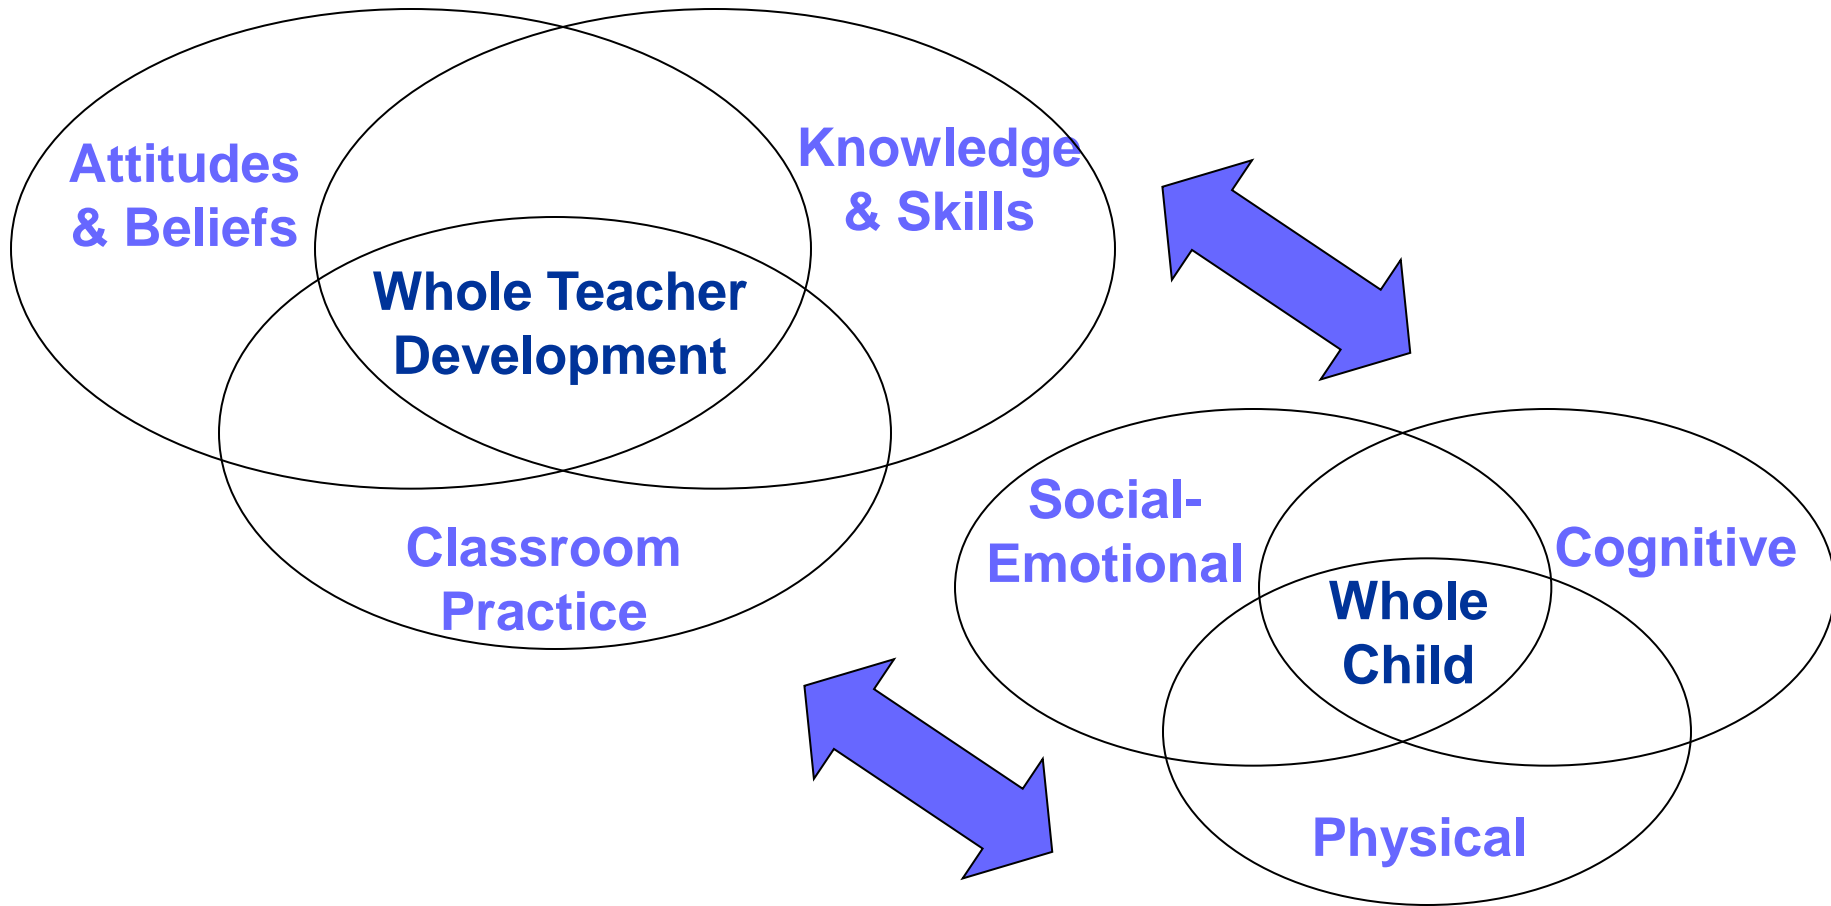 Attitudes
& Beliefs
Knowledge
& Skills
Whole Teacher
Development
Classroom
Practice
Social-
Emotional
Cognitive
Whole
Child
Physical